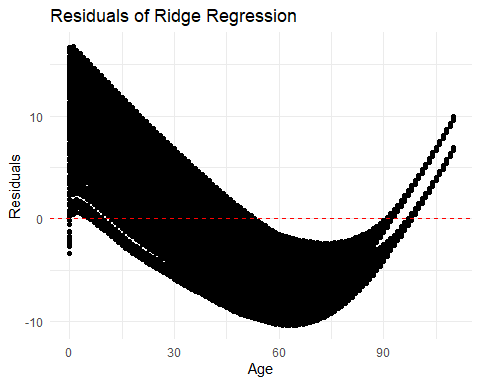 Residuals of Ridge Regression
Residuals
10
0
-10
0 30 60 90
Age